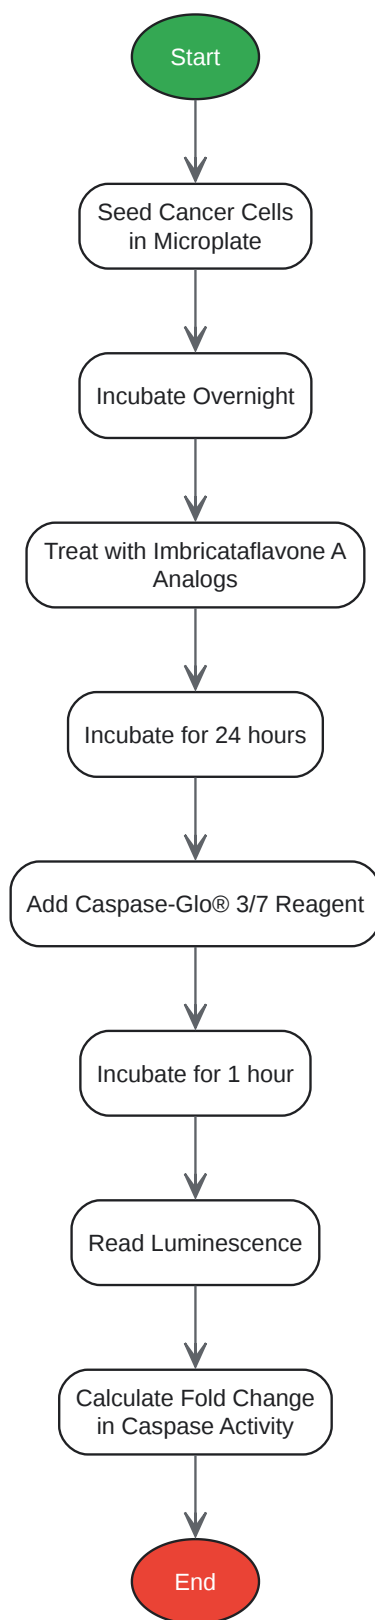 Start
Seed Cancer Cells
in Microplate
Incubate Overnight
Treat with Imbricataflavone A
Analogs
Incubate for 24 hours
Add Caspase-Glo® 3/7 Reagent
Incubate for 1 hour
Read Luminescence
Calculate Fold Change
in Caspase Activity
End